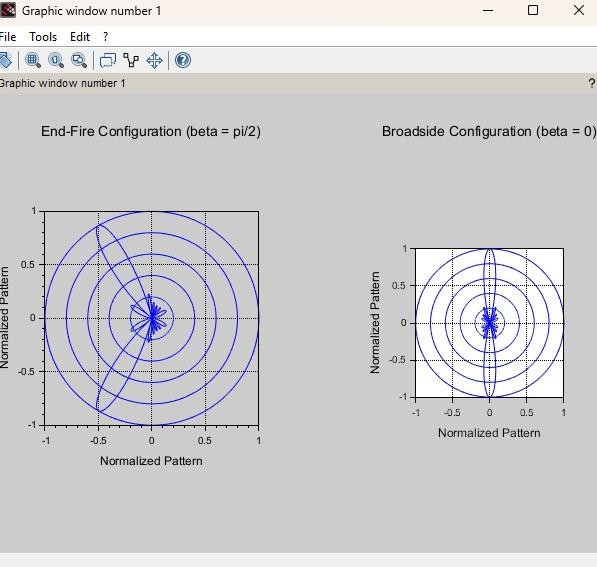 Graphic window number 1
File Tools Edit ?
Graphic window number 1 ?
End-Fire Configuration (beta = pi/2)
1
0.5
0
-0.5
-1
-1 -0.5 0 0.5 1
Normalized Pattern
Normalized Pattern
Broadside Configuration (beta = 0)
1
0.5
0
-0.5
-1
-1 -0.5 0 0.5 1
Normalized Pattern
Normalized Pattern